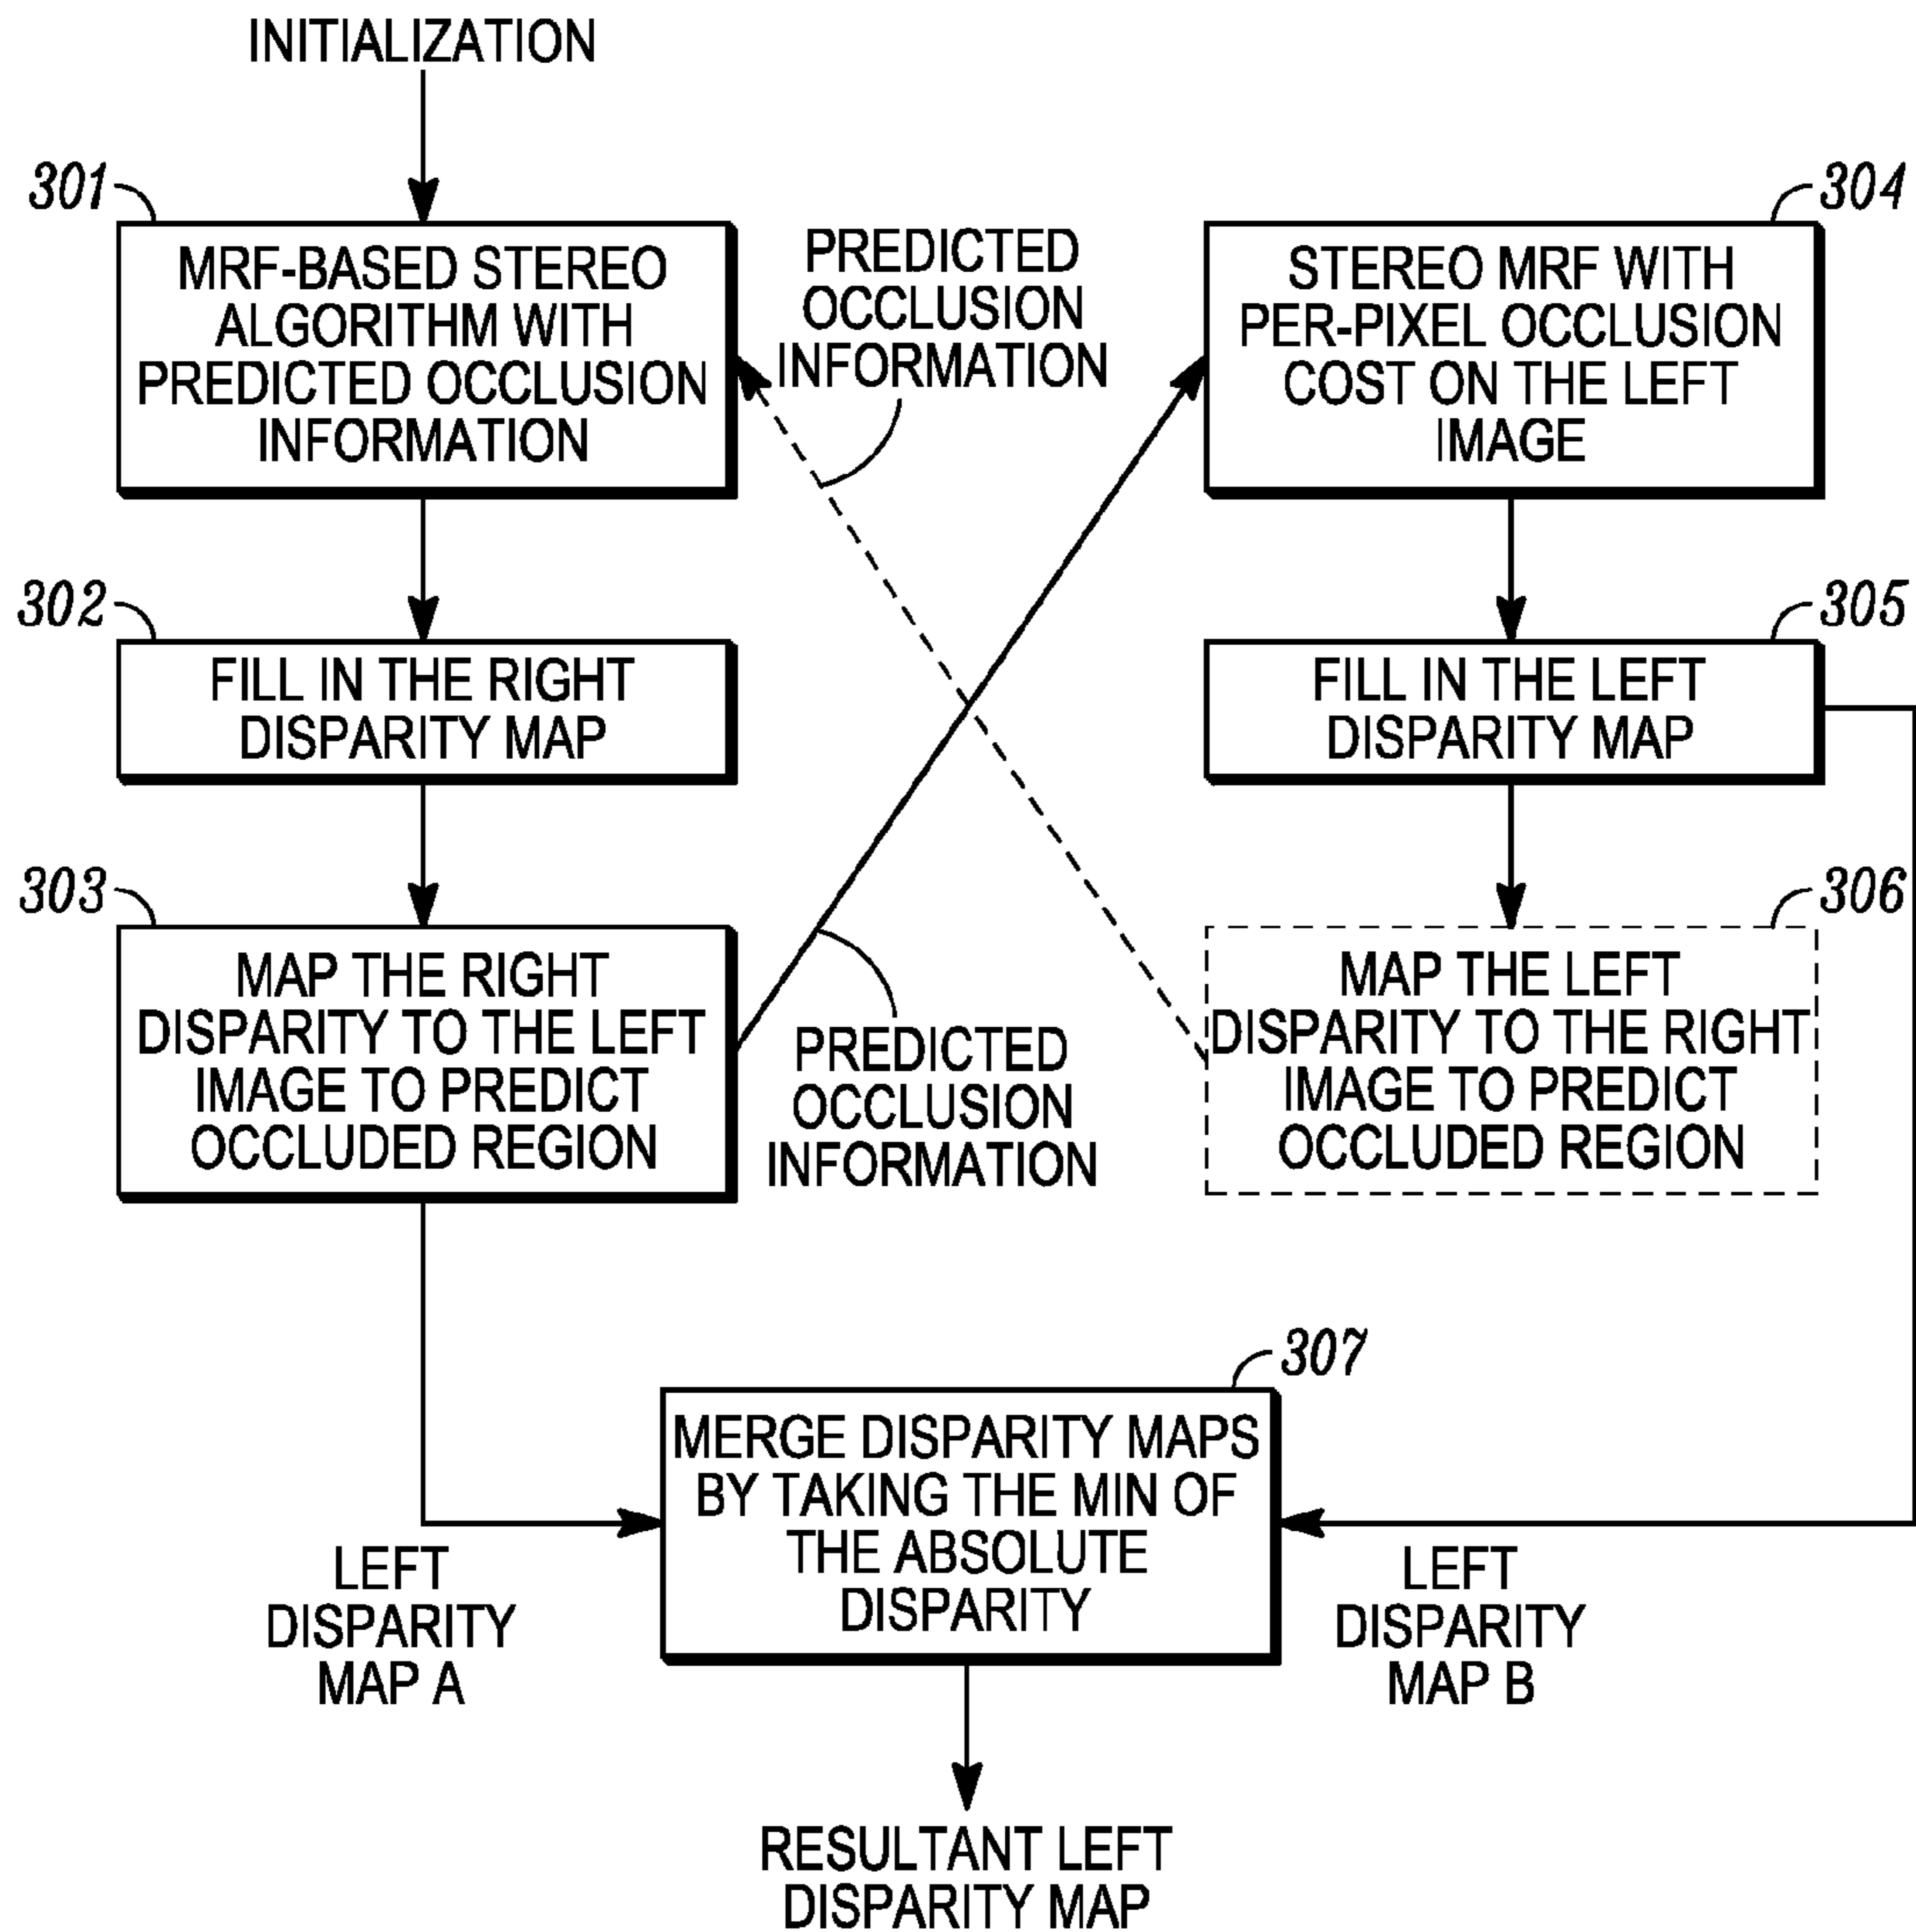 INITIALIZATION
301
MRF-BASED STEREO
ALGORITHM WITH
PREDICTED OCCLUSION
INFORMATION
PREDICTED
OCCLUSION
INFORMATION
304
STEREO MRF WITH
PER-PIXEL OCCLUSION
COST ON THE LEFT
IMAGE
302
FILL IN THE RIGHT
DISPARITY MAP
305
FILL IN THE LEFT
DISPARITY MAP
303
MAP THE RIGHT
DISPARITY TO THE LEFT
IMAGE TO PREDICT
OCCLUDED REGION
PREDICTED
OCCLUSION
INFORMATION
306
MAP THE LEFT
DISPARITY TO THE RIGHT
IMAGE TO PREDICT
OCCLUDED REGION
307
MERGE DISPARITY MAPS
BY TAKING THE MIN OF
THE ABSOLUTE
DISPARITY
LEFT
DISPARITY
MAP A
LEFT
DISPARITY
MAP B
RESULTANT LEFT
DISPARITY MAP